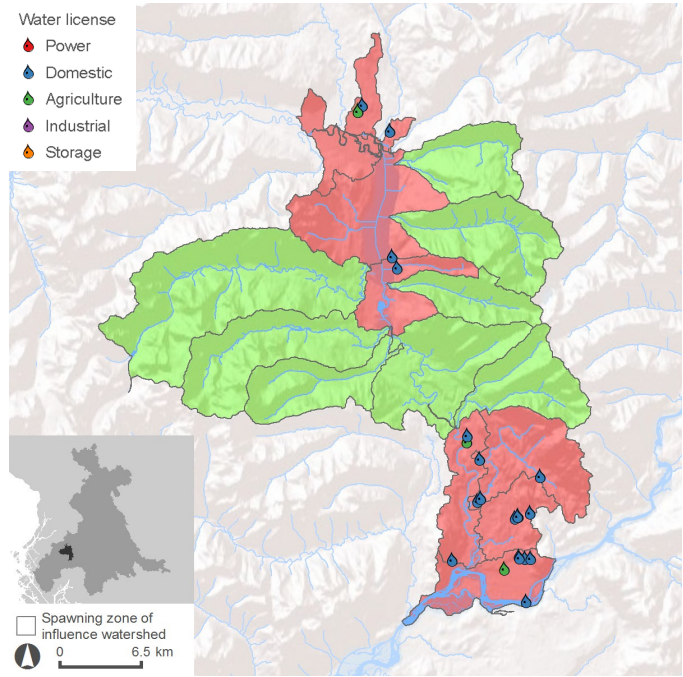 Water license
Power
Domestic
Agriculture
Industrial
Storage
Spawning zone of
influence watershed
0 6.5 km